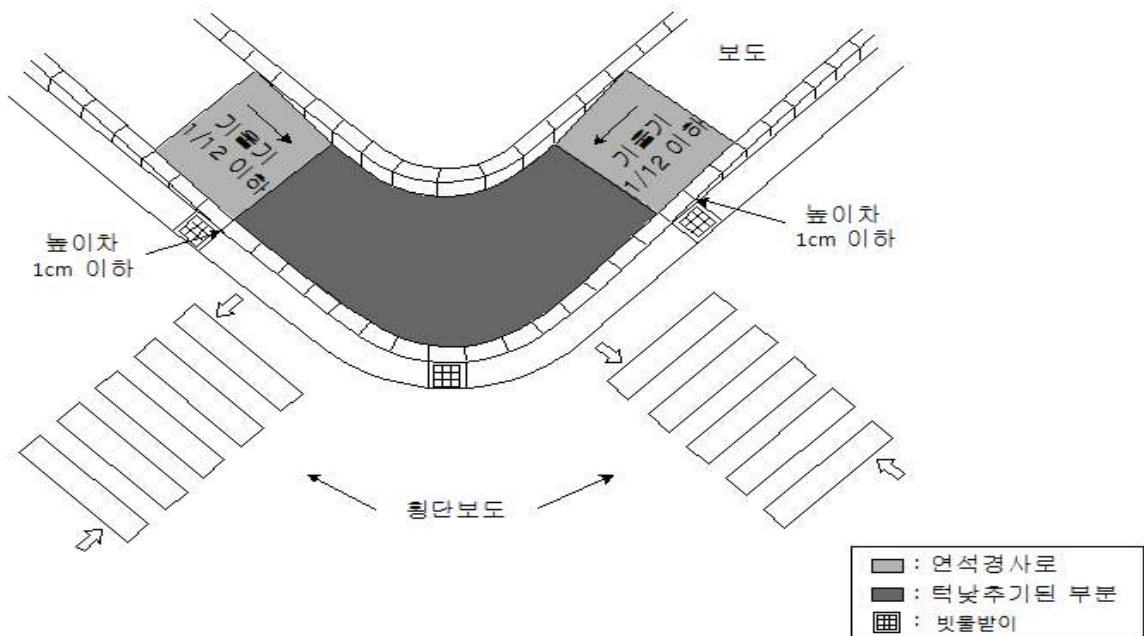 보도
기울기
1/12 이하
기울기
1/12 이하
높이차
1cm 이하
높이차
1cm 이하
횡단보도
: 연석경사로
: 턱낮추기된 부분
: 빗물받이